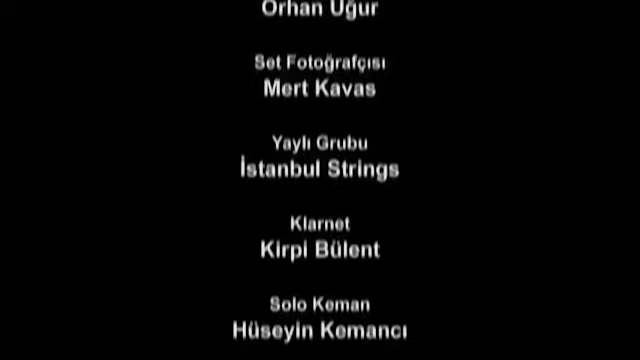 Orhan Uğur
Set Fotoğrafçısı
Mert Kavas
Yaylı Grubu
İstanbul Strings
Klarnet
Kirpi Bülent
Solo Keman
Hüseyin Kemancı